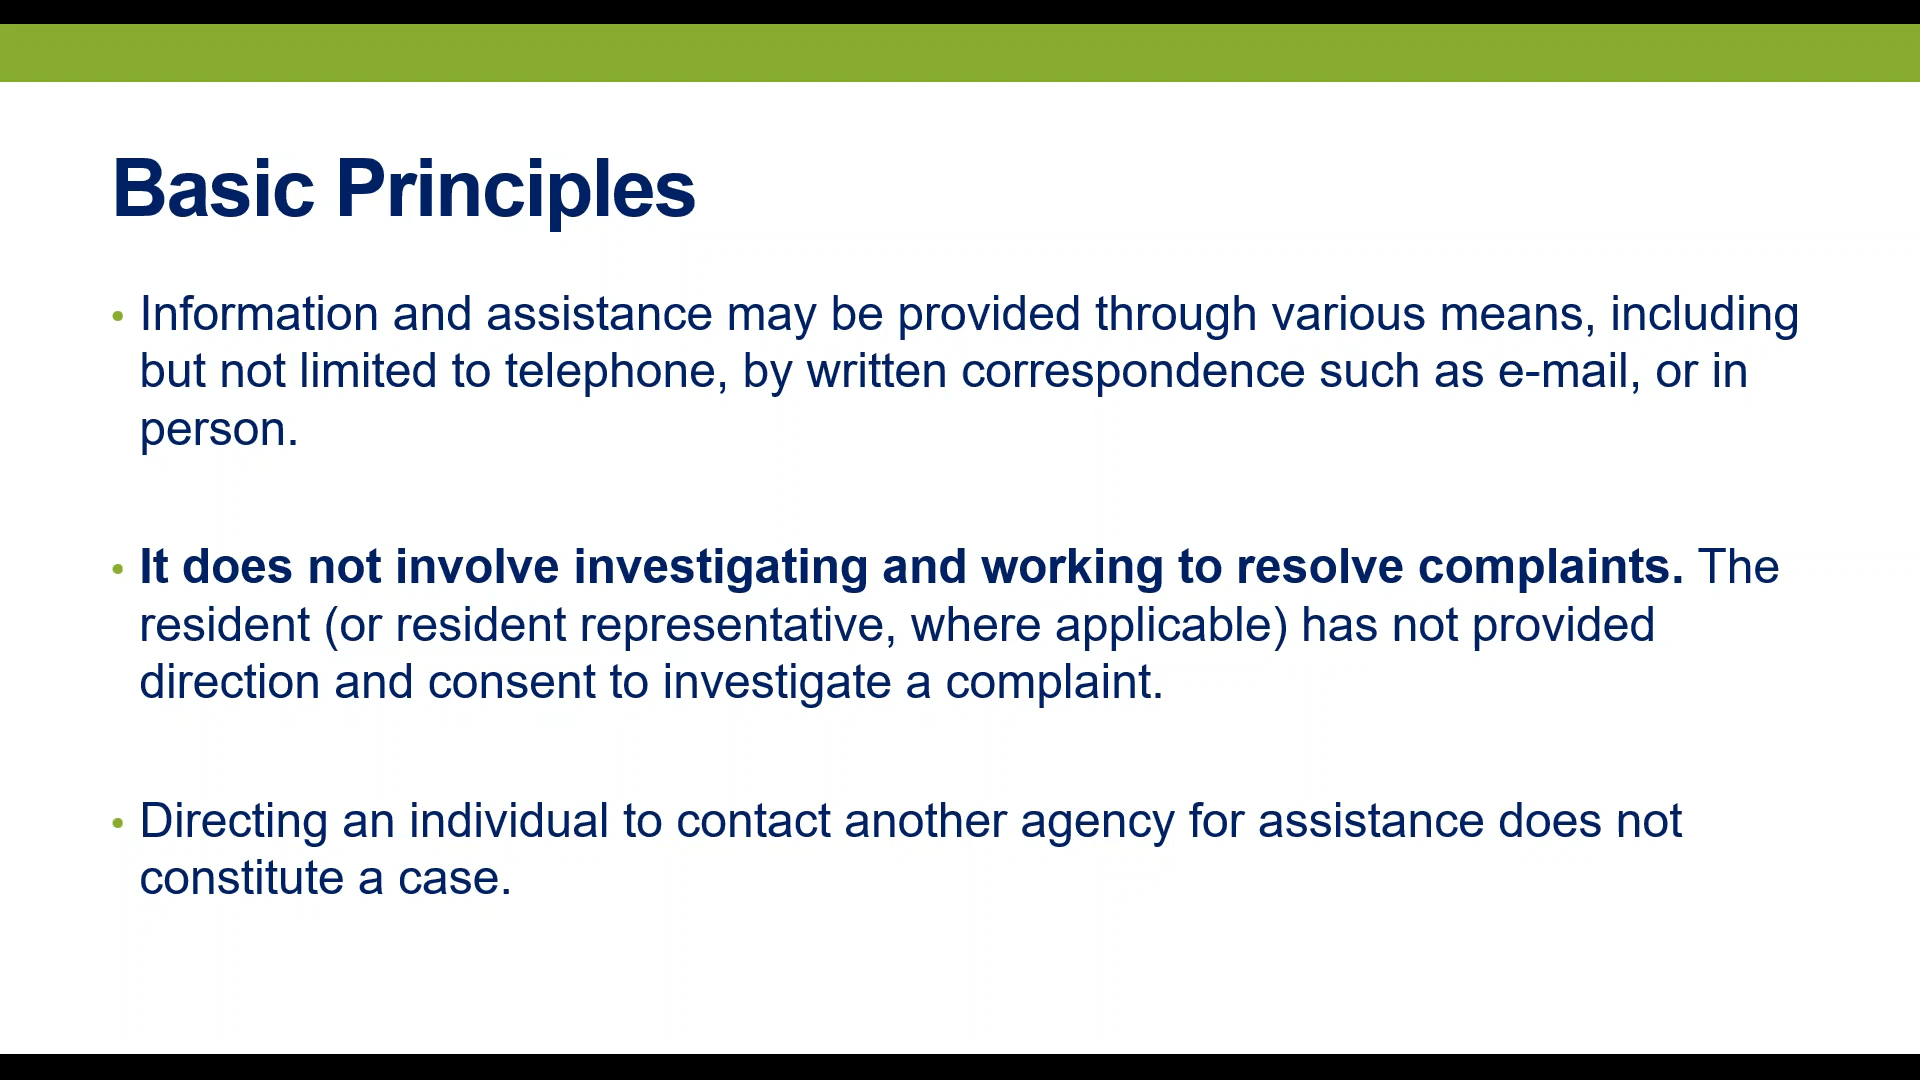 Basic Principles
• Information and assistance may be provided through various means, including
but not limited to telephone, by written correspondence such as e-mail, or in
person.
• It does not involve investigating and working to resolve complaints. The
resident (or resident representative, where applicable) has not provided
direction and consent to investigate a complaint.
• Directing an individual to contact another agency for assistance does not
constitute a case.